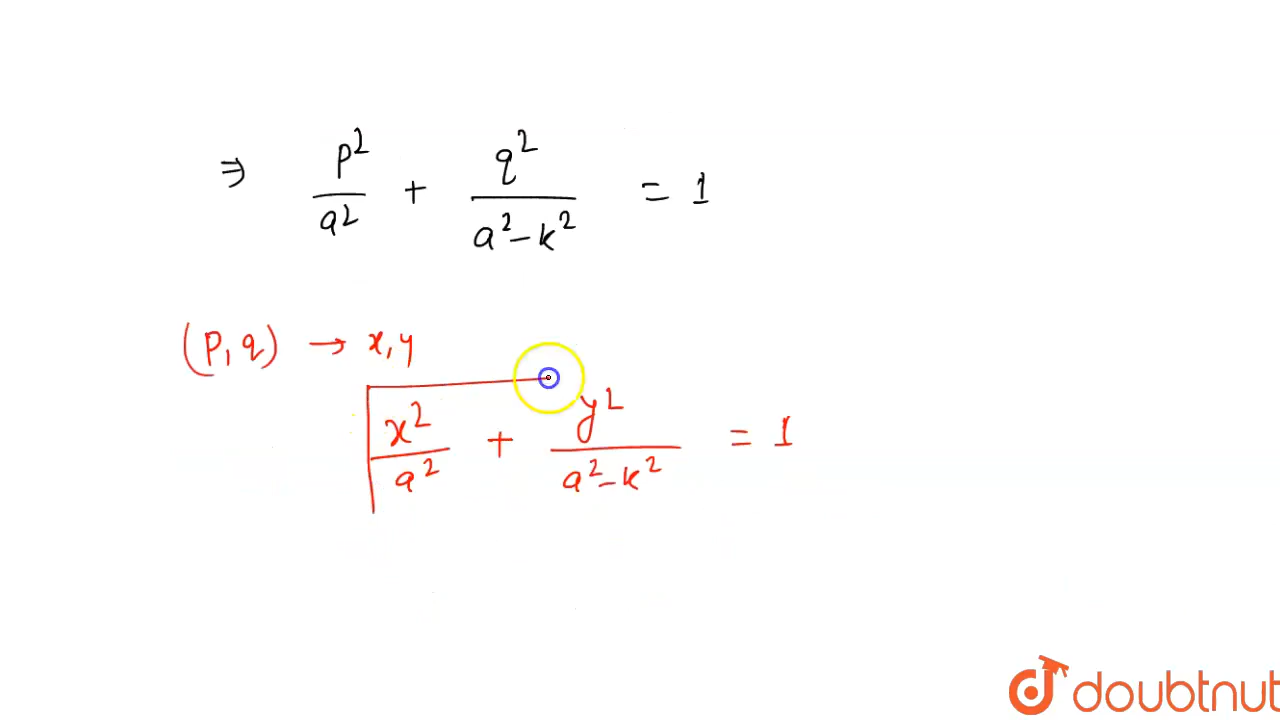 ⇒ p²/a² + q²/(a²-k²) = 1
(p, q) → x, y
x²/a² + y²/(a²-k²) = 1
doubtnut